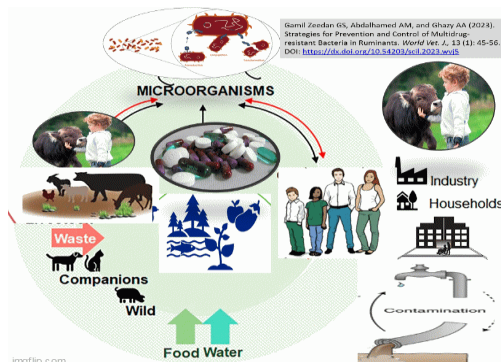 Gamil Zeedan GS, Abdalhamed AM, and Ghazy AA (2023).
Strategies for Prevention and Control of Multidrug-
resistant Bacteria in Ruminants. World Vet. J., 13 (1): 45-56.
DOI: https://dx.doi.org/10.54203/scil.2023.wvj5
MICROORGANISMS
Industry
Households
Waste
Companions
Wild
Contamination
Food Water
imgflip.com